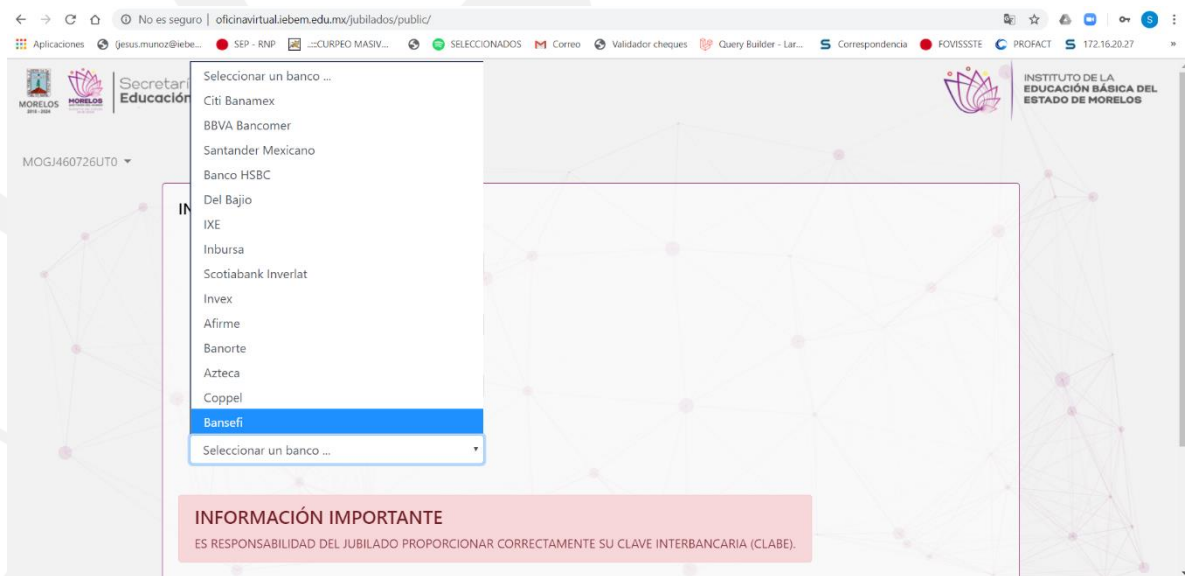 No es seguro | oficinavirtual.iebem.edu.mx/jubilados/public/
Aplicaciones (jesus.munoz@iebe... SEP - RNP .:::CURPEO MASIV... SELECCIONADOS Correo Validador cheques Query Builder - Lar... Correspondencia FOVISSSTE PROFACT 172.16.20.27 »
MORELOS
2018 - 2024
MORELOS
Secretarí
Educación
INSTITUTO DE LA
EDUCACIÓN BÁSICA DEL
ESTADO DE MORELOS
MOGJ460726UT0
IN
Seleccionar un banco ...
Citi Banamex
BBVA Bancomer
Santander Mexicano
Banco HSBC
Del Bajio
IXE
Inbursa
Scotiabank Inverlat
Invex
Afirme
Banorte
Azteca
Coppel
Bansefi
Seleccionar un banco ...
INFORMACIÓN IMPORTANTE
ES RESPONSABILIDAD DEL JUBILADO PROPORCIONAR CORRECTAMENTE SU CLAVE INTERBANCARIA (CLABE).